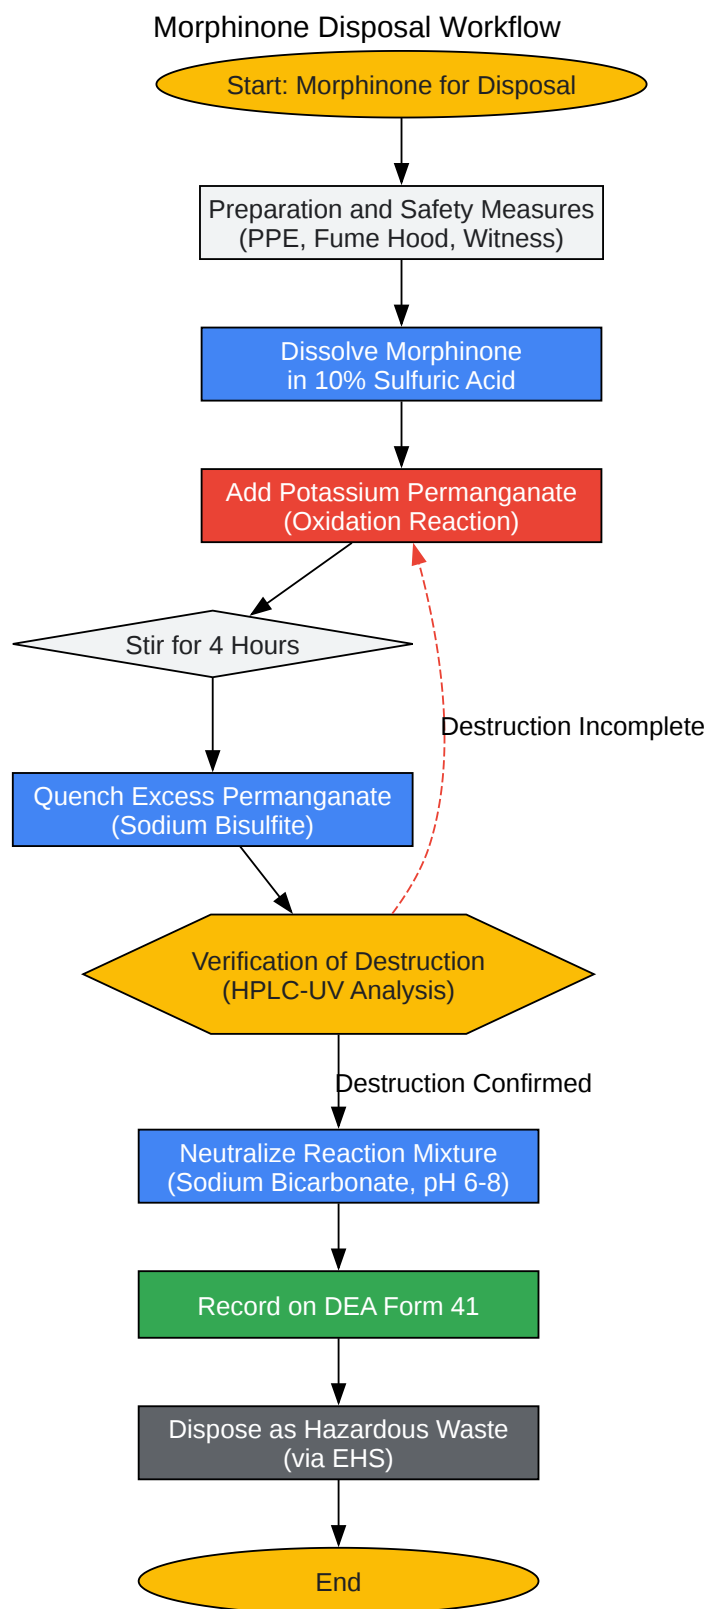 Morphinone Disposal Workflow
Start: Morphinone for Disposal
Preparation and Safety Measures
(PPE, Fume Hood, Witness)
Dissolve Morphinone
in 10% Sulfuric Acid
Add Potassium Permanganate
(Oxidation Reaction)
Stir for 4 Hours
Destruction Incomplete
Quench Excess Permanganate
(Sodium Bisulfite)
Verification of Destruction
(HPLC-UV Analysis)
Destruction Confirmed
Neutralize Reaction Mixture
(Sodium Bicarbonate, pH 6-8)
Record on DEA Form 41
Dispose as Hazardous Waste
(via EHS)
End